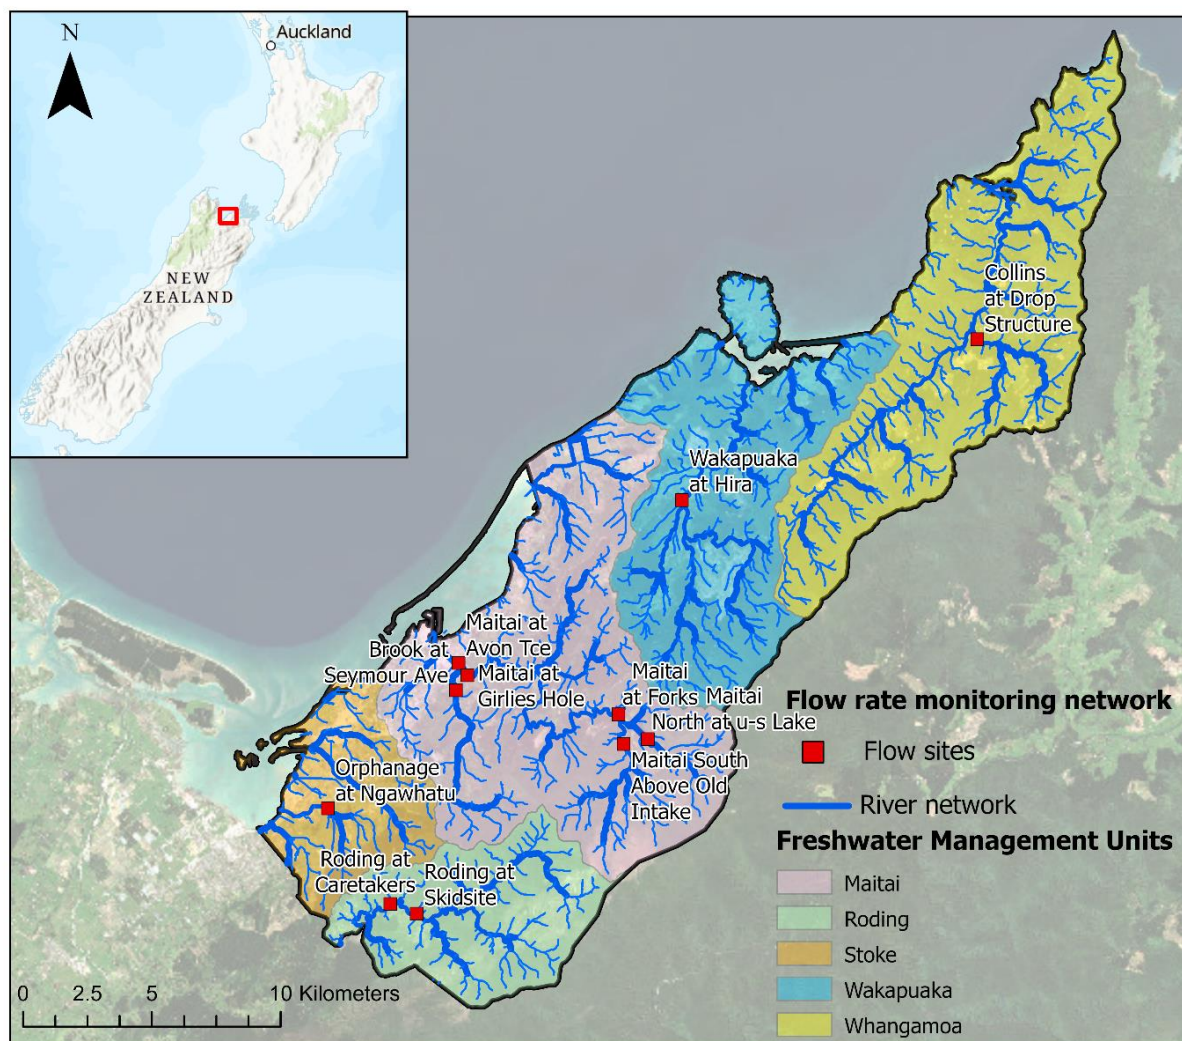 N
Auckland
NEW
ZEALAND
Collins
at Drop
Structure
Wakapuaka
at Hira
Maitai at
Avon Tce
Brook at
Seymour Ave
Maitai at
Girlies Hole
Maitai
at Forks
Maitai
North at u-s Lake
Maitai South
Above Old
Intake
Orphanage
at Ngawhatu
Roding at
Caretakers
Roding at
Skidsite
Flow rate monitoring network
Flow sites
River network
Freshwater Management Units
Maitai
Roding
Stoke
Wakapuaka
Whangamoa
0 2.5 5 10 Kilometers